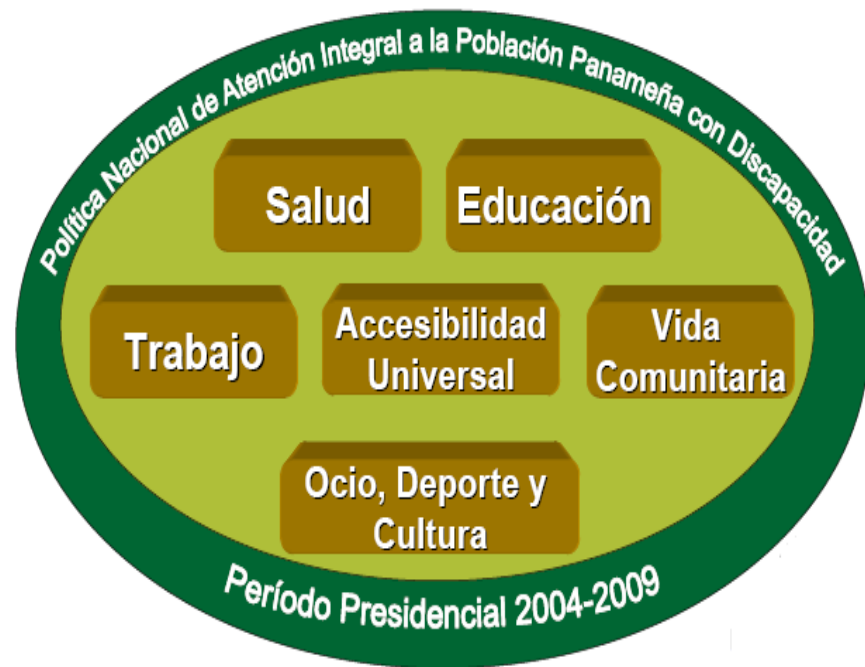 Política Nacional de Atención Integral a la Población Panameña con Discapacidad
Salud
Educación
Trabajo
Accesibilidad
Universal
Vida
Comunitaria
Ocio, Deporte y
Cultura
Período Presidencial 2004-2009